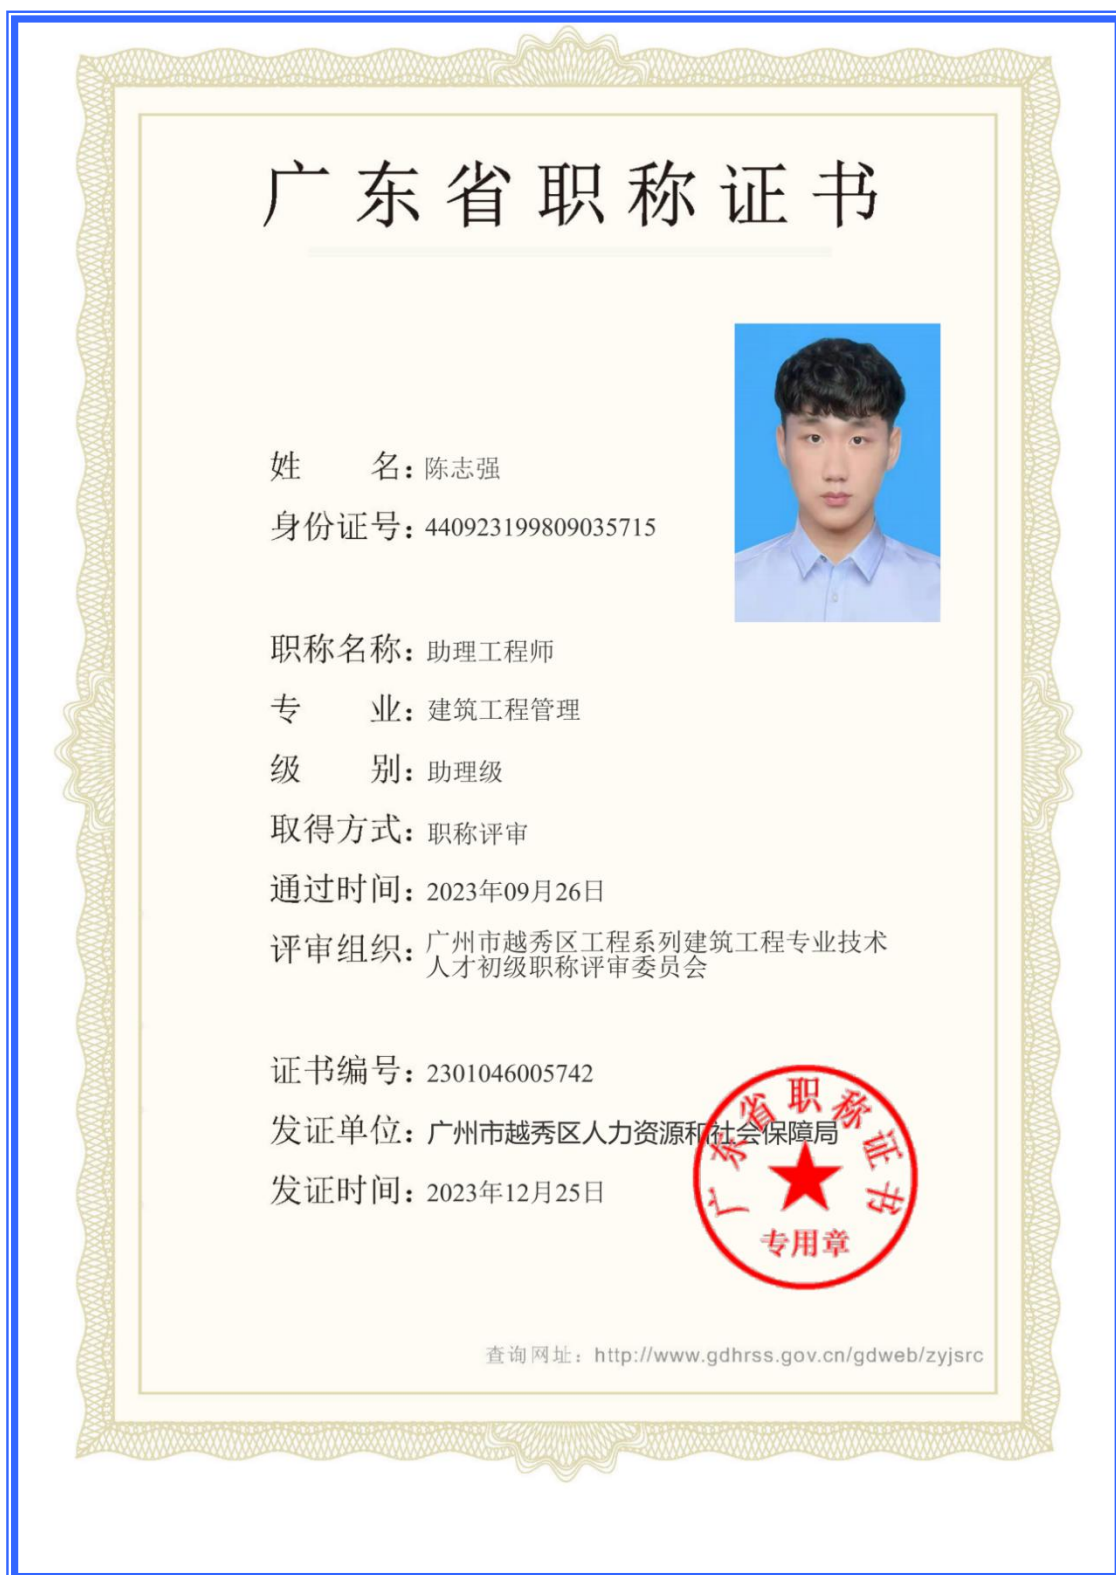 广东省职称证书
姓 名：陈志强
身份证号：440923199809035715
职称名称：助理工程师
专 业：建筑工程管理
级 别：助理级
取得方式：职称评审
通过时间：2023年09月26日
评审组织：广州市越秀区工程系列建筑工程专业技术
人才初级职称评审委员会
证书编号：2301046005742
发证单位：广州市越秀区人力资源和社会保障局
发证时间：2023年12月25日
广东省职称证书
专用章
查询网址：http://www.gdhrss.gov.cn/gdweb/zyjsrc